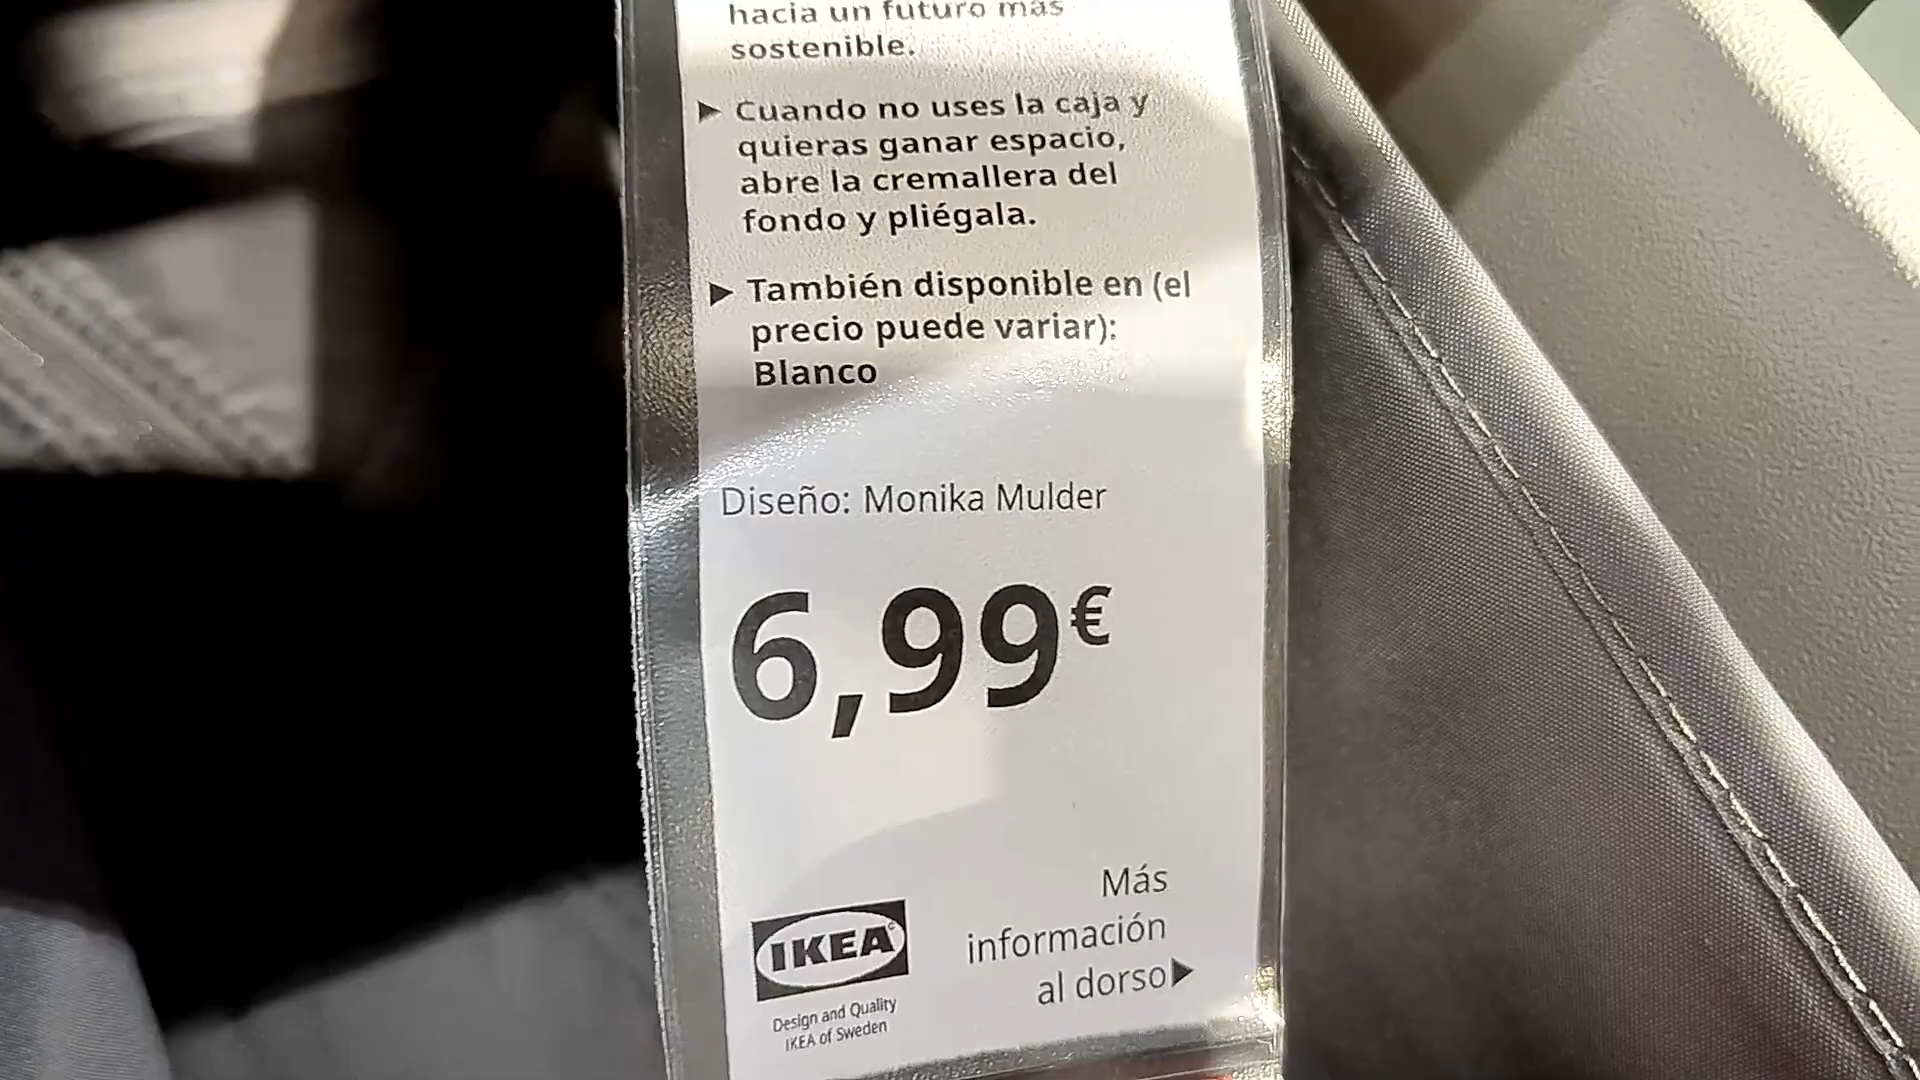 hacia un futuro más
sostenible.
▶ Cuando no uses la caja y
quieras ganar espacio,
abre la cremallera del
fondo y pliégala.
▶ También disponible en (el
precio puede variar):
Blanco
Diseño: Monika Mulder
6,99€
Más
información
al dorso▶
IKEA
Design and Quality
IKEA of Sweden